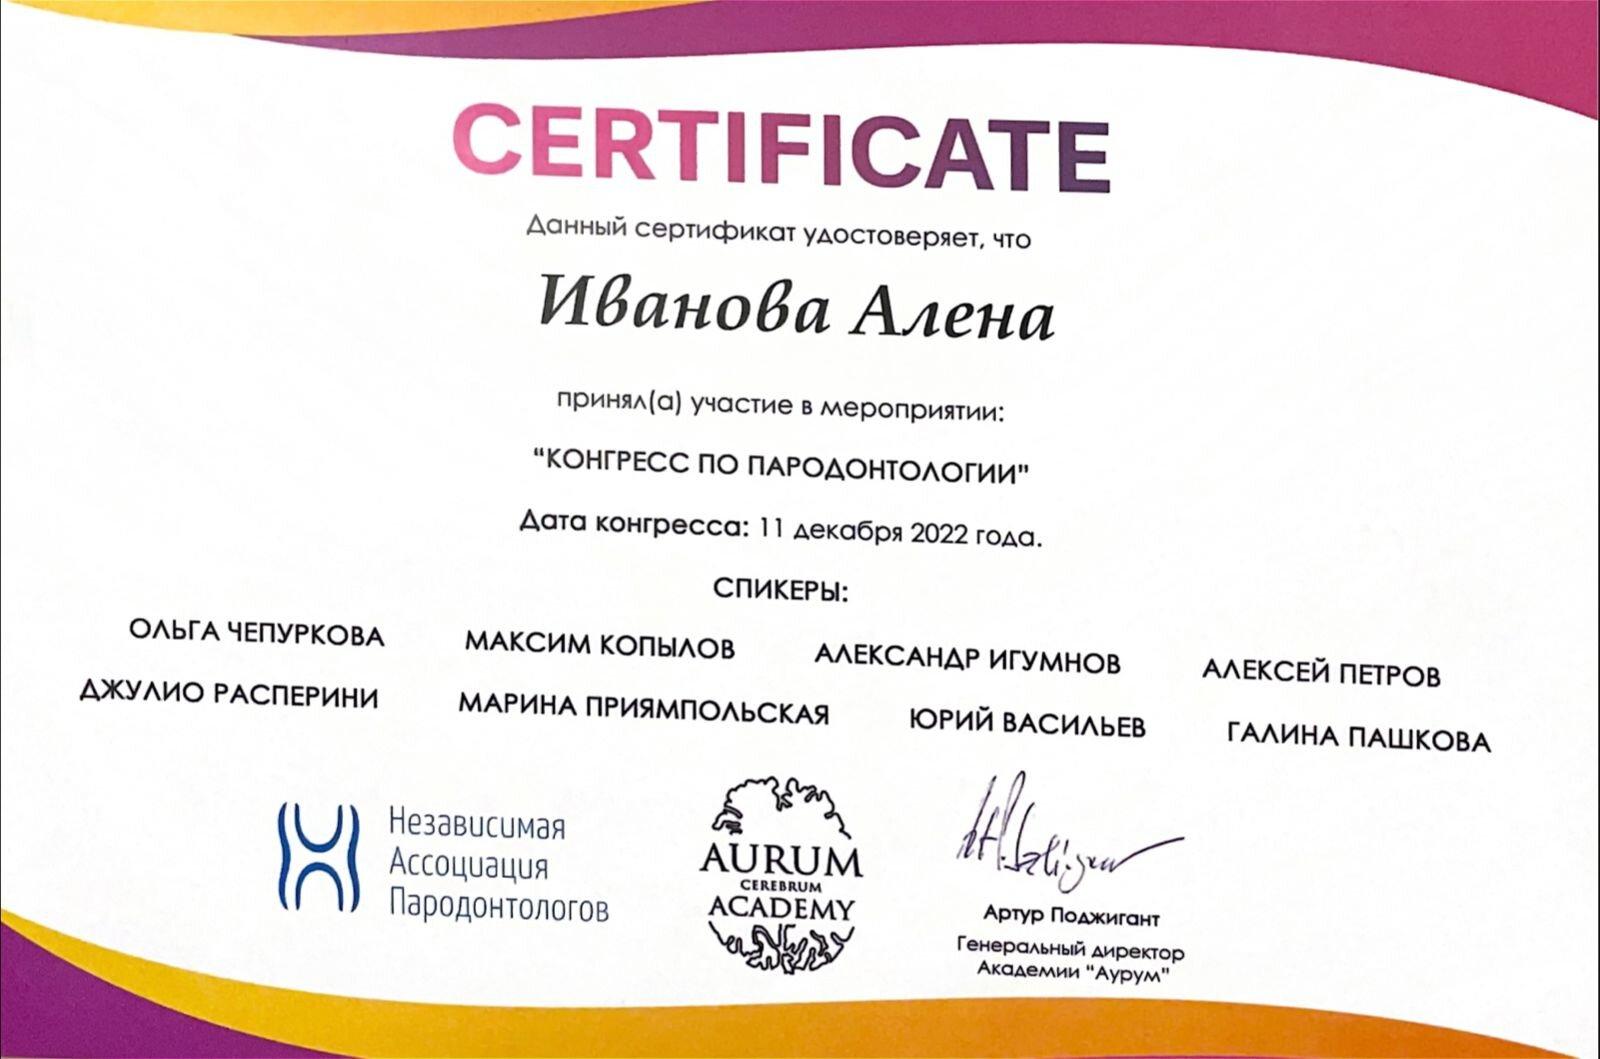 CERTIFICATE
Данный сертификат удостоверяет, что
Иванова Алена
принял(а) участие в мероприятии:
“КОНГРЕСС ПО ПАРОДОНТОЛОГИИ”
Дата конгресса: 11 декабря 2022 года.
СПИКЕРЫ:
ОЛЬГА ЧЕПУРКОВА МАКСИМ КОПЫЛОВ АЛЕКСАНДР ИГУМНОВ АЛЕКСЕЙ ПЕТРОВ
ДЖУЛИО РАСПЕРИНИ МАРИНА ПРИЯМПОЛЬСКАЯ ЮРИЙ ВАСИЛЬЕВ ГАЛИНА ПАШКОВА
Независимая
Ассоциация
Пародонтологов
AURUM
CEREBRUM
ACADEMY
Артур Поджигант
Генеральный директор
Академии “Аурум”